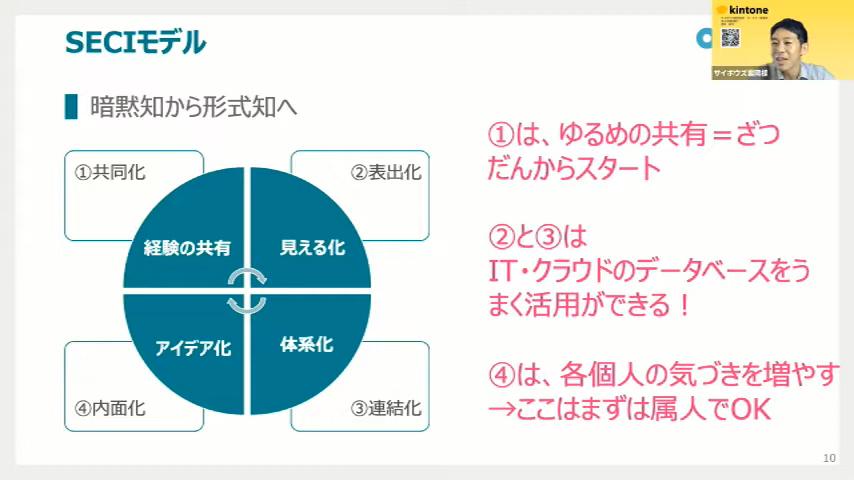 SECIモデル
kintone
サイボウズ
暗黙知から形式知へ
①共同化
②表出化
経験の共有
見える化
アイデア化
体系化
④内面化
③連結化
①は、ゆるめの共有＝ざつ
だんからスタート
②と③は
IT・クラウドのデータベースをう
まく活用ができる！
④は、各個人の気づきを増やす
→ここはまずは属人でOK
10